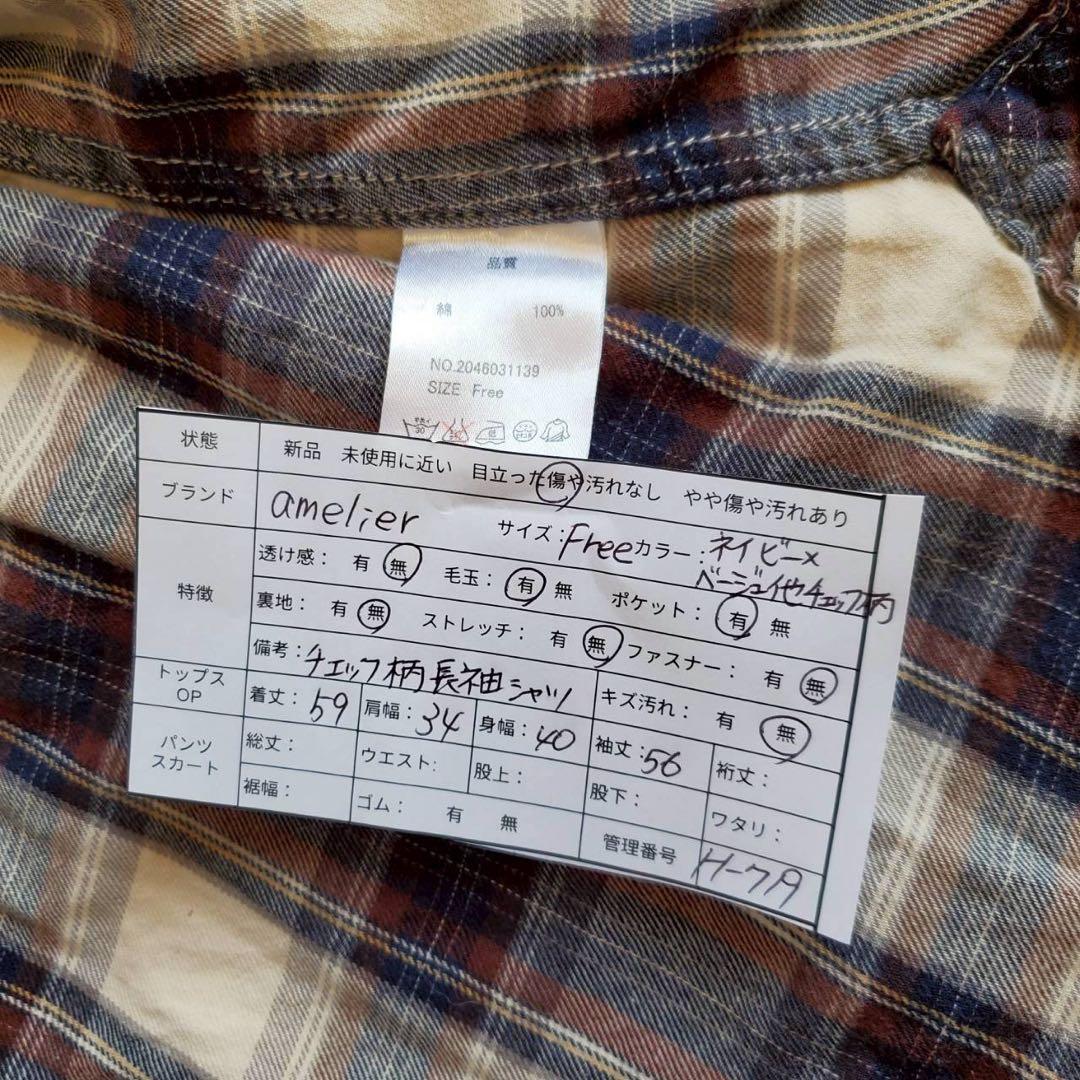 品質
綿 100%
NO.2046031139
SIZE Free
状態 新品 未使用に近い 目立った傷や汚れなし やや傷や汚れあり
ブランド amelier サイズ：Free カラー：ネイビー×
ベージュ他チェック柄
特徴 透け感： 有 無 毛玉： 有 無 ポケット： 有 無
裏地： 有 無 ストレッチ： 有 無 ファスナー： 有 無
備考：チェック柄長袖シャツ キズ汚れ： 有 無
トップス
OP 着丈：59 肩幅：34 身幅：40 袖丈：56 裄丈：
パンツ
スカート 総丈： ウエスト： 股上： 股下： ワタリ：
裾幅： ゴム： 有 無 管理番号 H-779